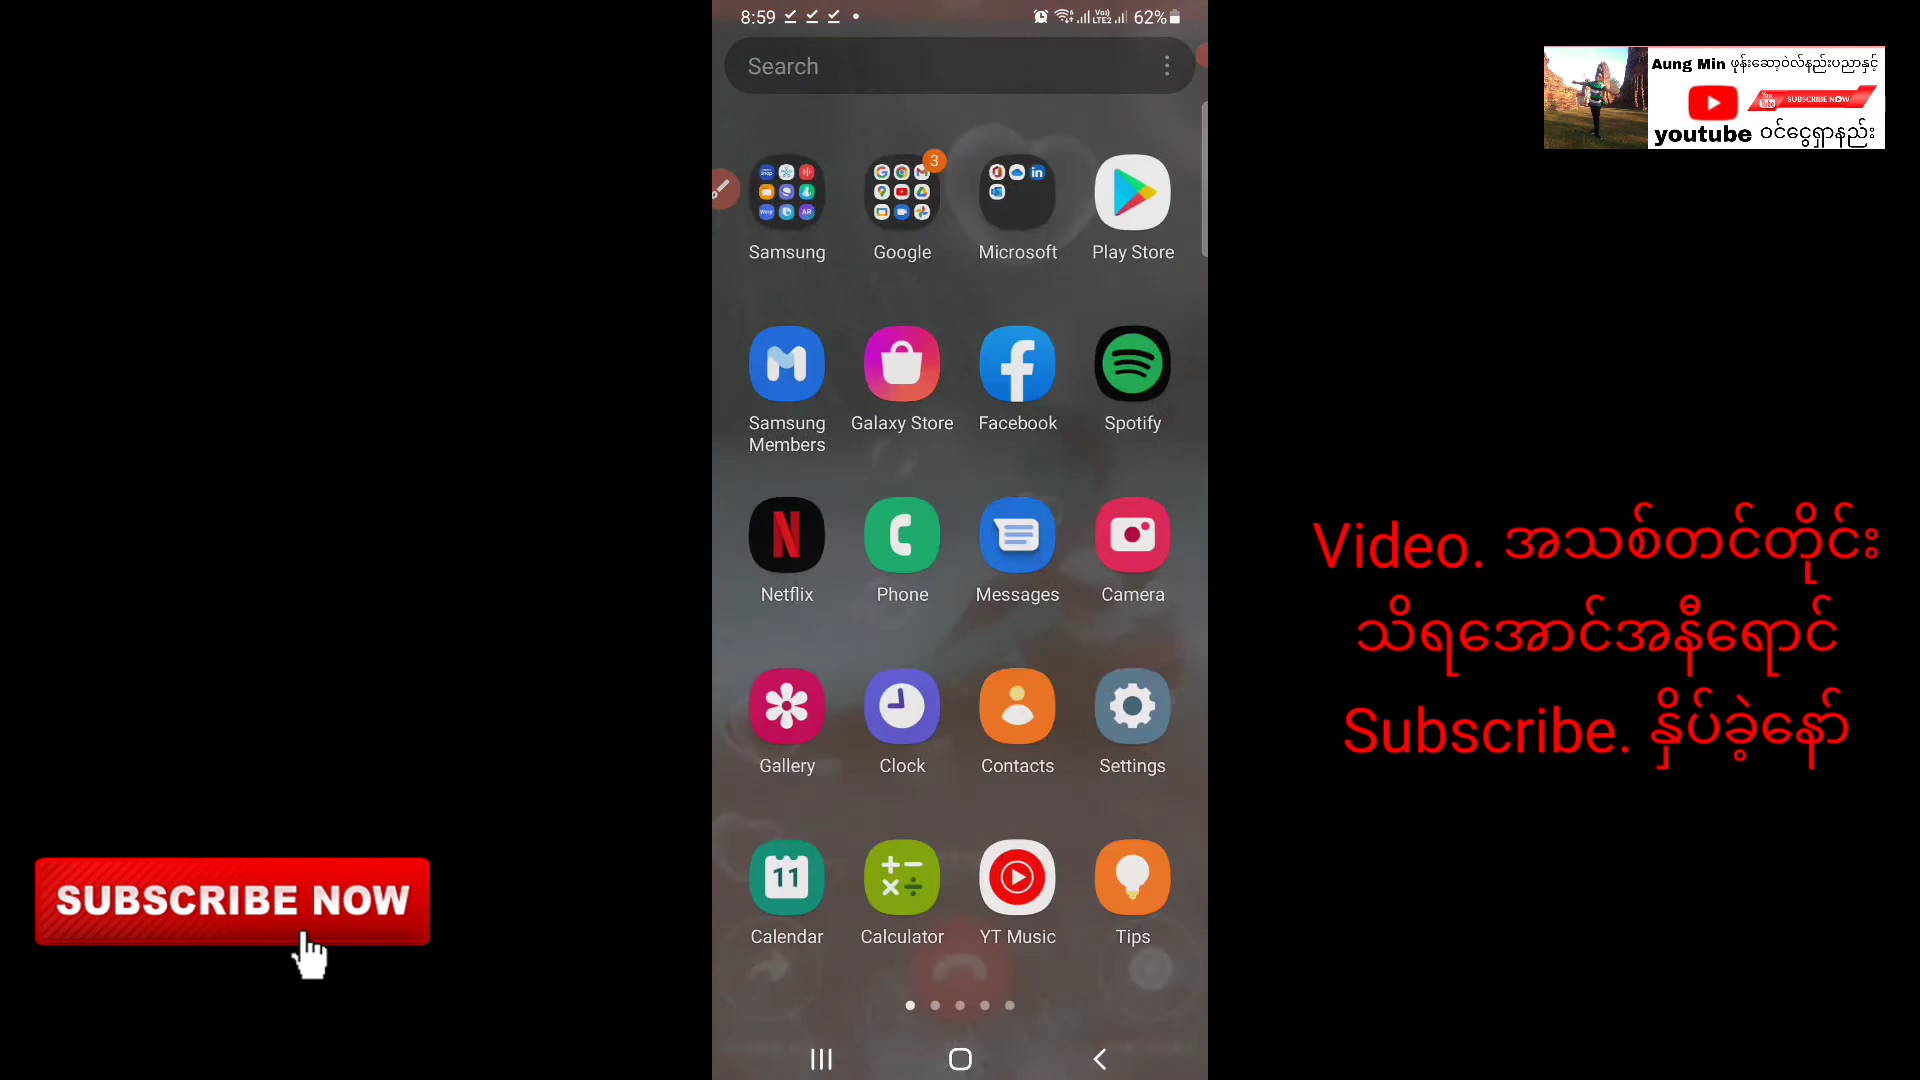 8:59
62%
Search
3
Samsung
Google
Microsoft
Play Store
Samsung Members
Galaxy Store
Facebook
Spotify
Netflix
Phone
Messages
Camera
Gallery
Clock
Contacts
Settings
11
Calendar
Calculator
YT Music
Tips
SUBSCRIBE NOW
Aung Min ဖုန်းဆော့ဝဲလ်နည်းပညာနှင့်
SUBSCRIBE NOW
youtube ဝင်ငွေရှာနည်း
Video. အသစ်တင်တိုင်း
သိရအောင်အနီရောင်
Subscribe. နှိပ်ခဲ့နော်